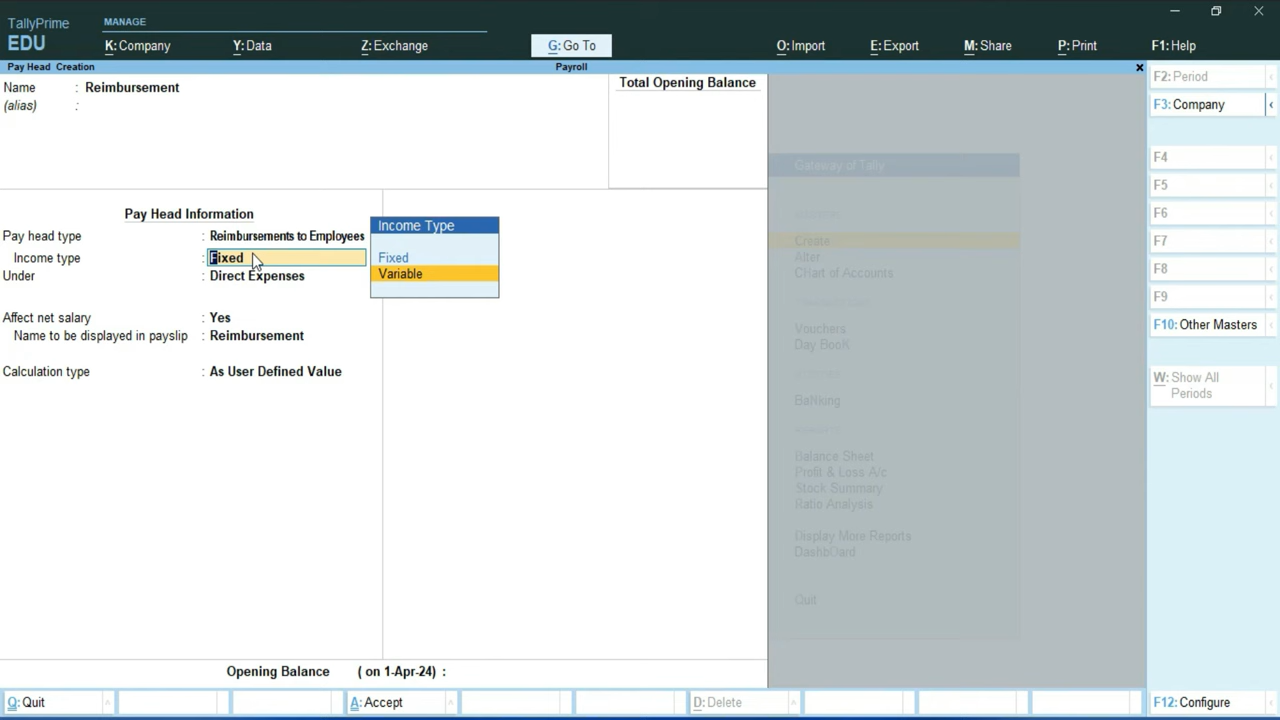 TallyPrime
EDU
MANAGE
K: Company
Y: Data
Z: Exchange
G: Go To
O: Import
E: Export
M: Share
P: Print
F1: Help
Pay Head Creation
Payroll
×
Name : Reimbursement
(alias) :
Total Opening Balance
Pay Head Information
Pay head type : Reimbursements to Employees
Income type : Fixed
Under : Direct Expenses
Affect net salary : Yes
Name to be displayed in payslip : Reimbursement
Calculation type : As User Defined Value
Income Type
Fixed
Variable
Opening Balance ( on 1-Apr-24) :
Gateway of Tally
Create
Alter
CHart of Accounts
Vouchers
Day BooK
BaNking
Balance Sheet
Profit & Loss A/c
Stock Summary
Ratio Analysis
Display More Reports
DashbOard
Quit
F2: Period
F3: Company
F4
F5
F6
F7
F8
F9
F10: Other Masters
W: Show All
Periods
Q: Quit
A: Accept
D: Delete
F12: Configure